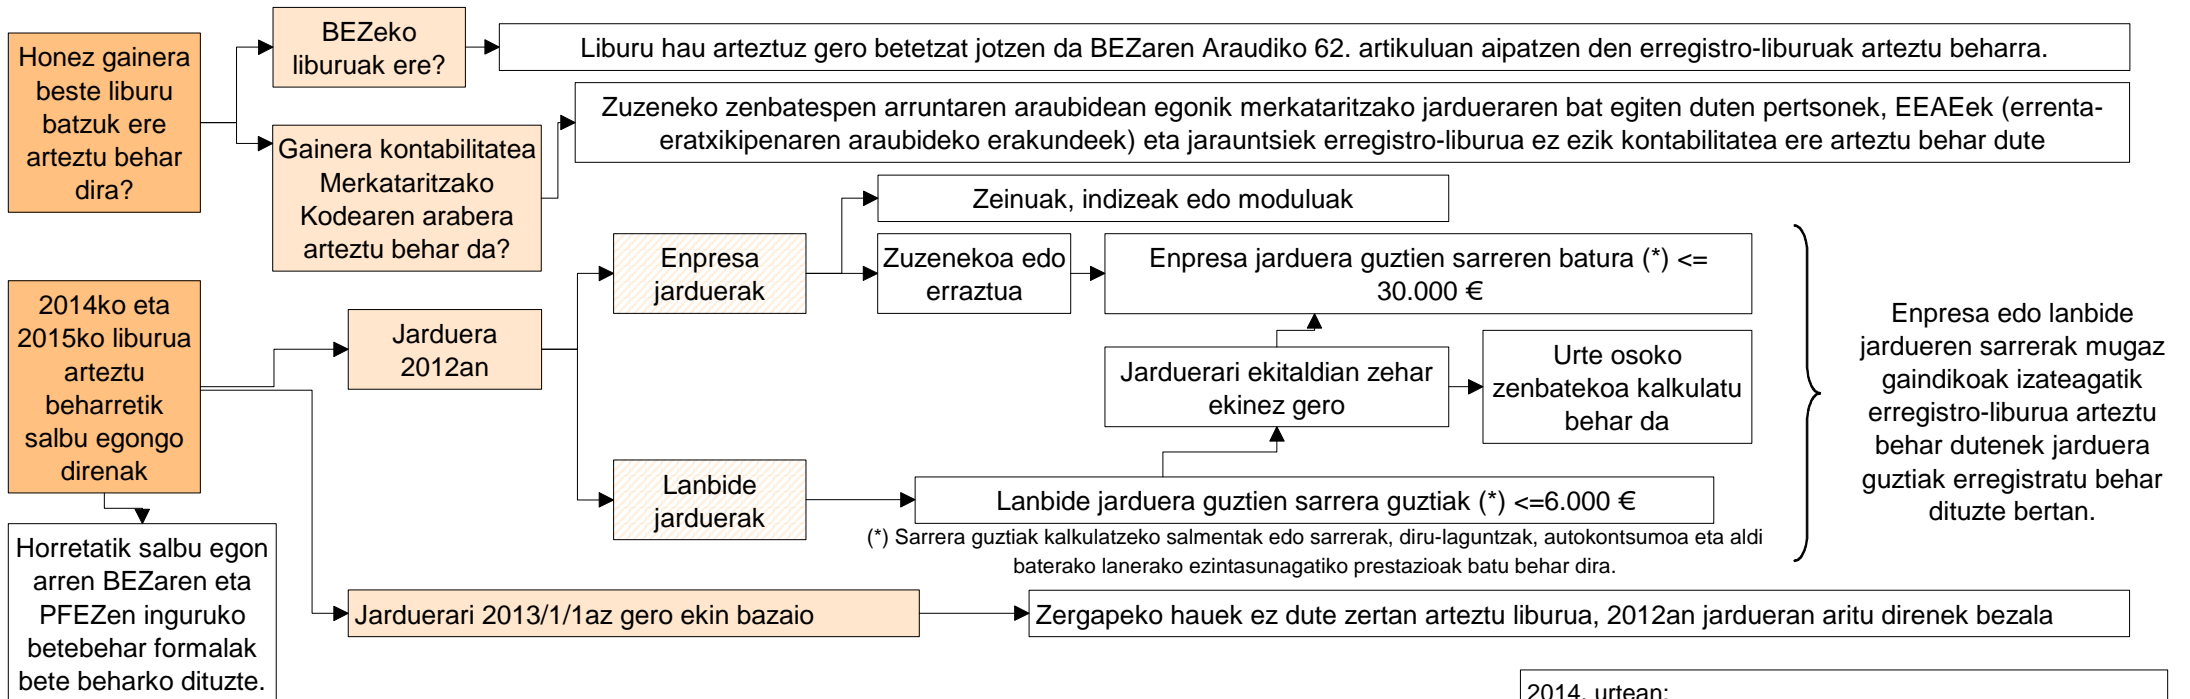 Honez gainera
beste liburu
batzuk ere
arteztu behar
dira?
BEZeko
liburuak ere?
Liburu hau arteztuz gero betetzat jotzen da BEZaren Araudiko 62. artikuluan aipatzen den erregistro-liburuak arteztu beharra.
Gainera kontabilitatea
Merkataritzako
Kodearen arabera
arteztu behar da?
Zuzeneko zenbatespen arruntaren araubidean egonik merkataritzako jardueraren bat egiten duten pertsonek, EEAEek (errenta-
eratxikipenaren araubideko erakundeek) eta jarauntsiek erregistro-liburua ez ezik kontabilitatea ere arteztu behar dute
2014ko eta
2015ko liburua
arteztu
beharretik
salbu egongo
direnak
Horretatik salbu egon
arren BEZaren eta
PFEZen inguruko
betebehar formalak
bete beharko dituzte.
Jarduera
2012an
Enpresa
jarduerak
Zeinuak, indizeak edo moduluak
Zuzenekoa edo
erraztua
Enpresa jarduera guztien sarreren batura (*) <=
30.000 €
Jarduerari ekitaldian zehar
ekinez gero
Urte osoko
zenbatekoa kalkulatu
behar da
Lanbide
jarduerak
Lanbide jarduera guztien sarrera guztiak (*) <=6.000 €
(*) Sarrera guztiak kalkulatzeko salmentak edo sarrerak, diru-laguntzak, autokontsumoa eta aldi
baterako lanerako ezintasunagatiko prestazioak batu behar dira.
Enpresa edo lanbide
jardueren sarrerak mugaz
gaindikoak izateagatik
erregistro-liburua arteztu
behar dutenek jarduera
guztiak erregistratu behar
dituzte bertan.
Jarduerari 2013/1/1az gero ekin bazaio
Zergapeko hauek ez dute zertan arteztu liburua, 2012an jardueran aritu direnek bezala
2014. urtean: